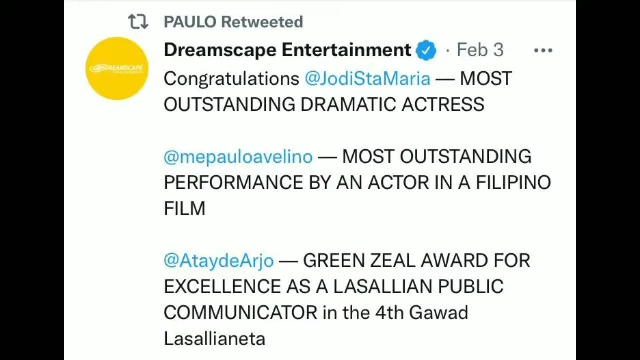 PAULO Retweeted
Dreamscape Entertainment · Feb 3 ...
Congratulations @JodiStaMaria — MOST
OUTSTANDING DRAMATIC ACTRESS
@mepauloavelino — MOST OUTSTANDING
PERFORMANCE BY AN ACTOR IN A FILIPINO
FILM
@AtaydeArjo — GREEN ZEAL AWARD FOR
EXCELLENCE AS A LASALLIAN PUBLIC
COMMUNICATOR in the 4th Gawad
Lasallianeta